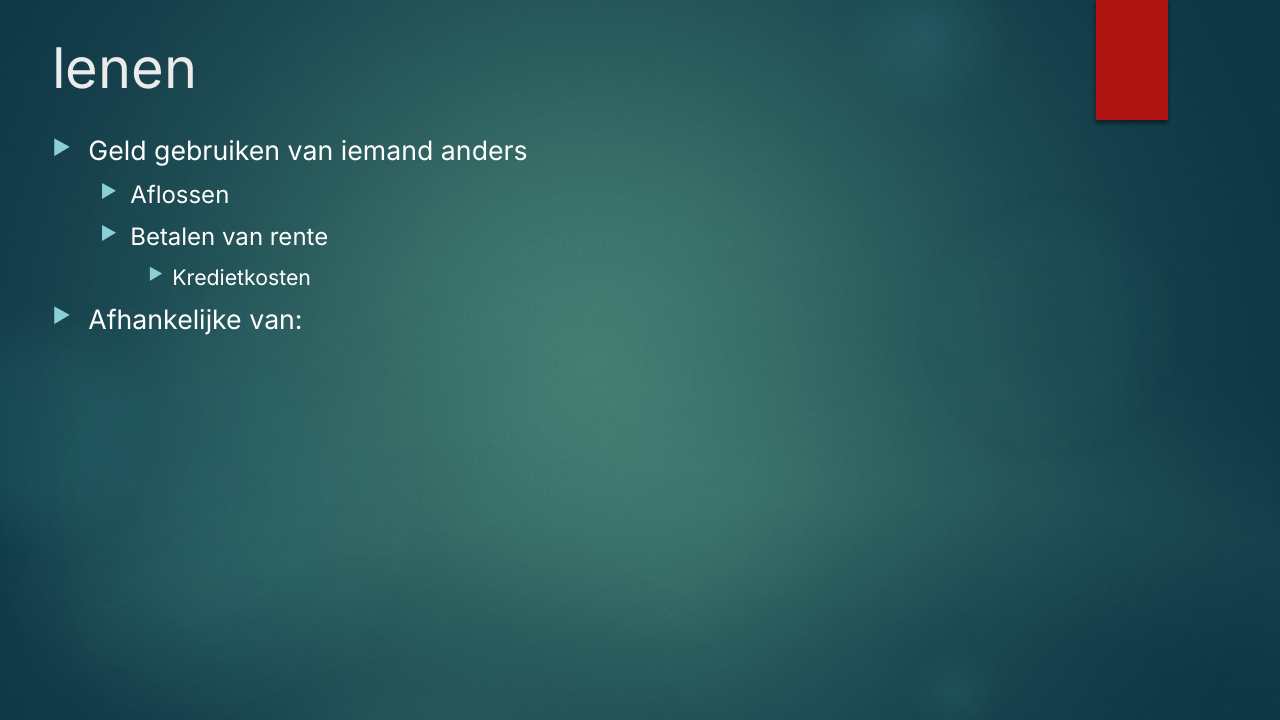 lenen
Geld gebruiken van iemand anders
Aflossen
Betalen van rente
Kredietkosten
Afhankelijke van: